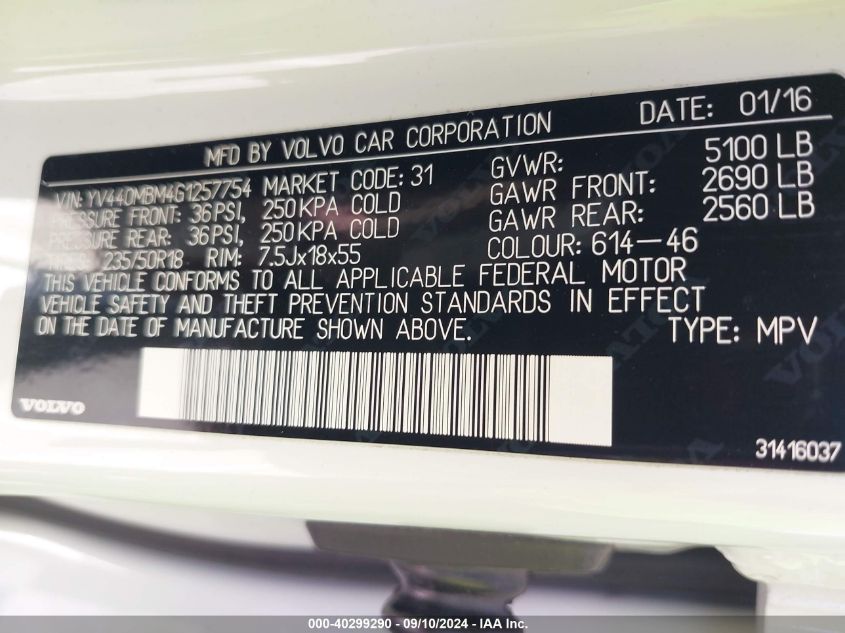 MFD BY VOLVO CAR CORPORATION DATE: 01/16
VIN: YV440MBM4G1257754 MARKET CODE: 31 GVWR: 5100 LB
PRESSURE FRONT: 36PSI, 250KPA COLD GAWR FRONT: 2690 LB
PRESSURE REAR: 36PSI, 250KPA COLD GAWR REAR: 2560 LB
TIRES 235/50R18 RIM: 7.5Jx18x55 COLOUR: 614-46
THIS VEHICLE CONFORMS TO ALL APPLICABLE FEDERAL MOTOR
VEHICLE SAFETY AND THEFT PREVENTION STANDARDS IN EFFECT
ON THE DATE OF MANUFACTURE SHOWN ABOVE. TYPE: MPV
VOLVO
31416037
000-40299290 - 09/10/2024 - IAA Inc.